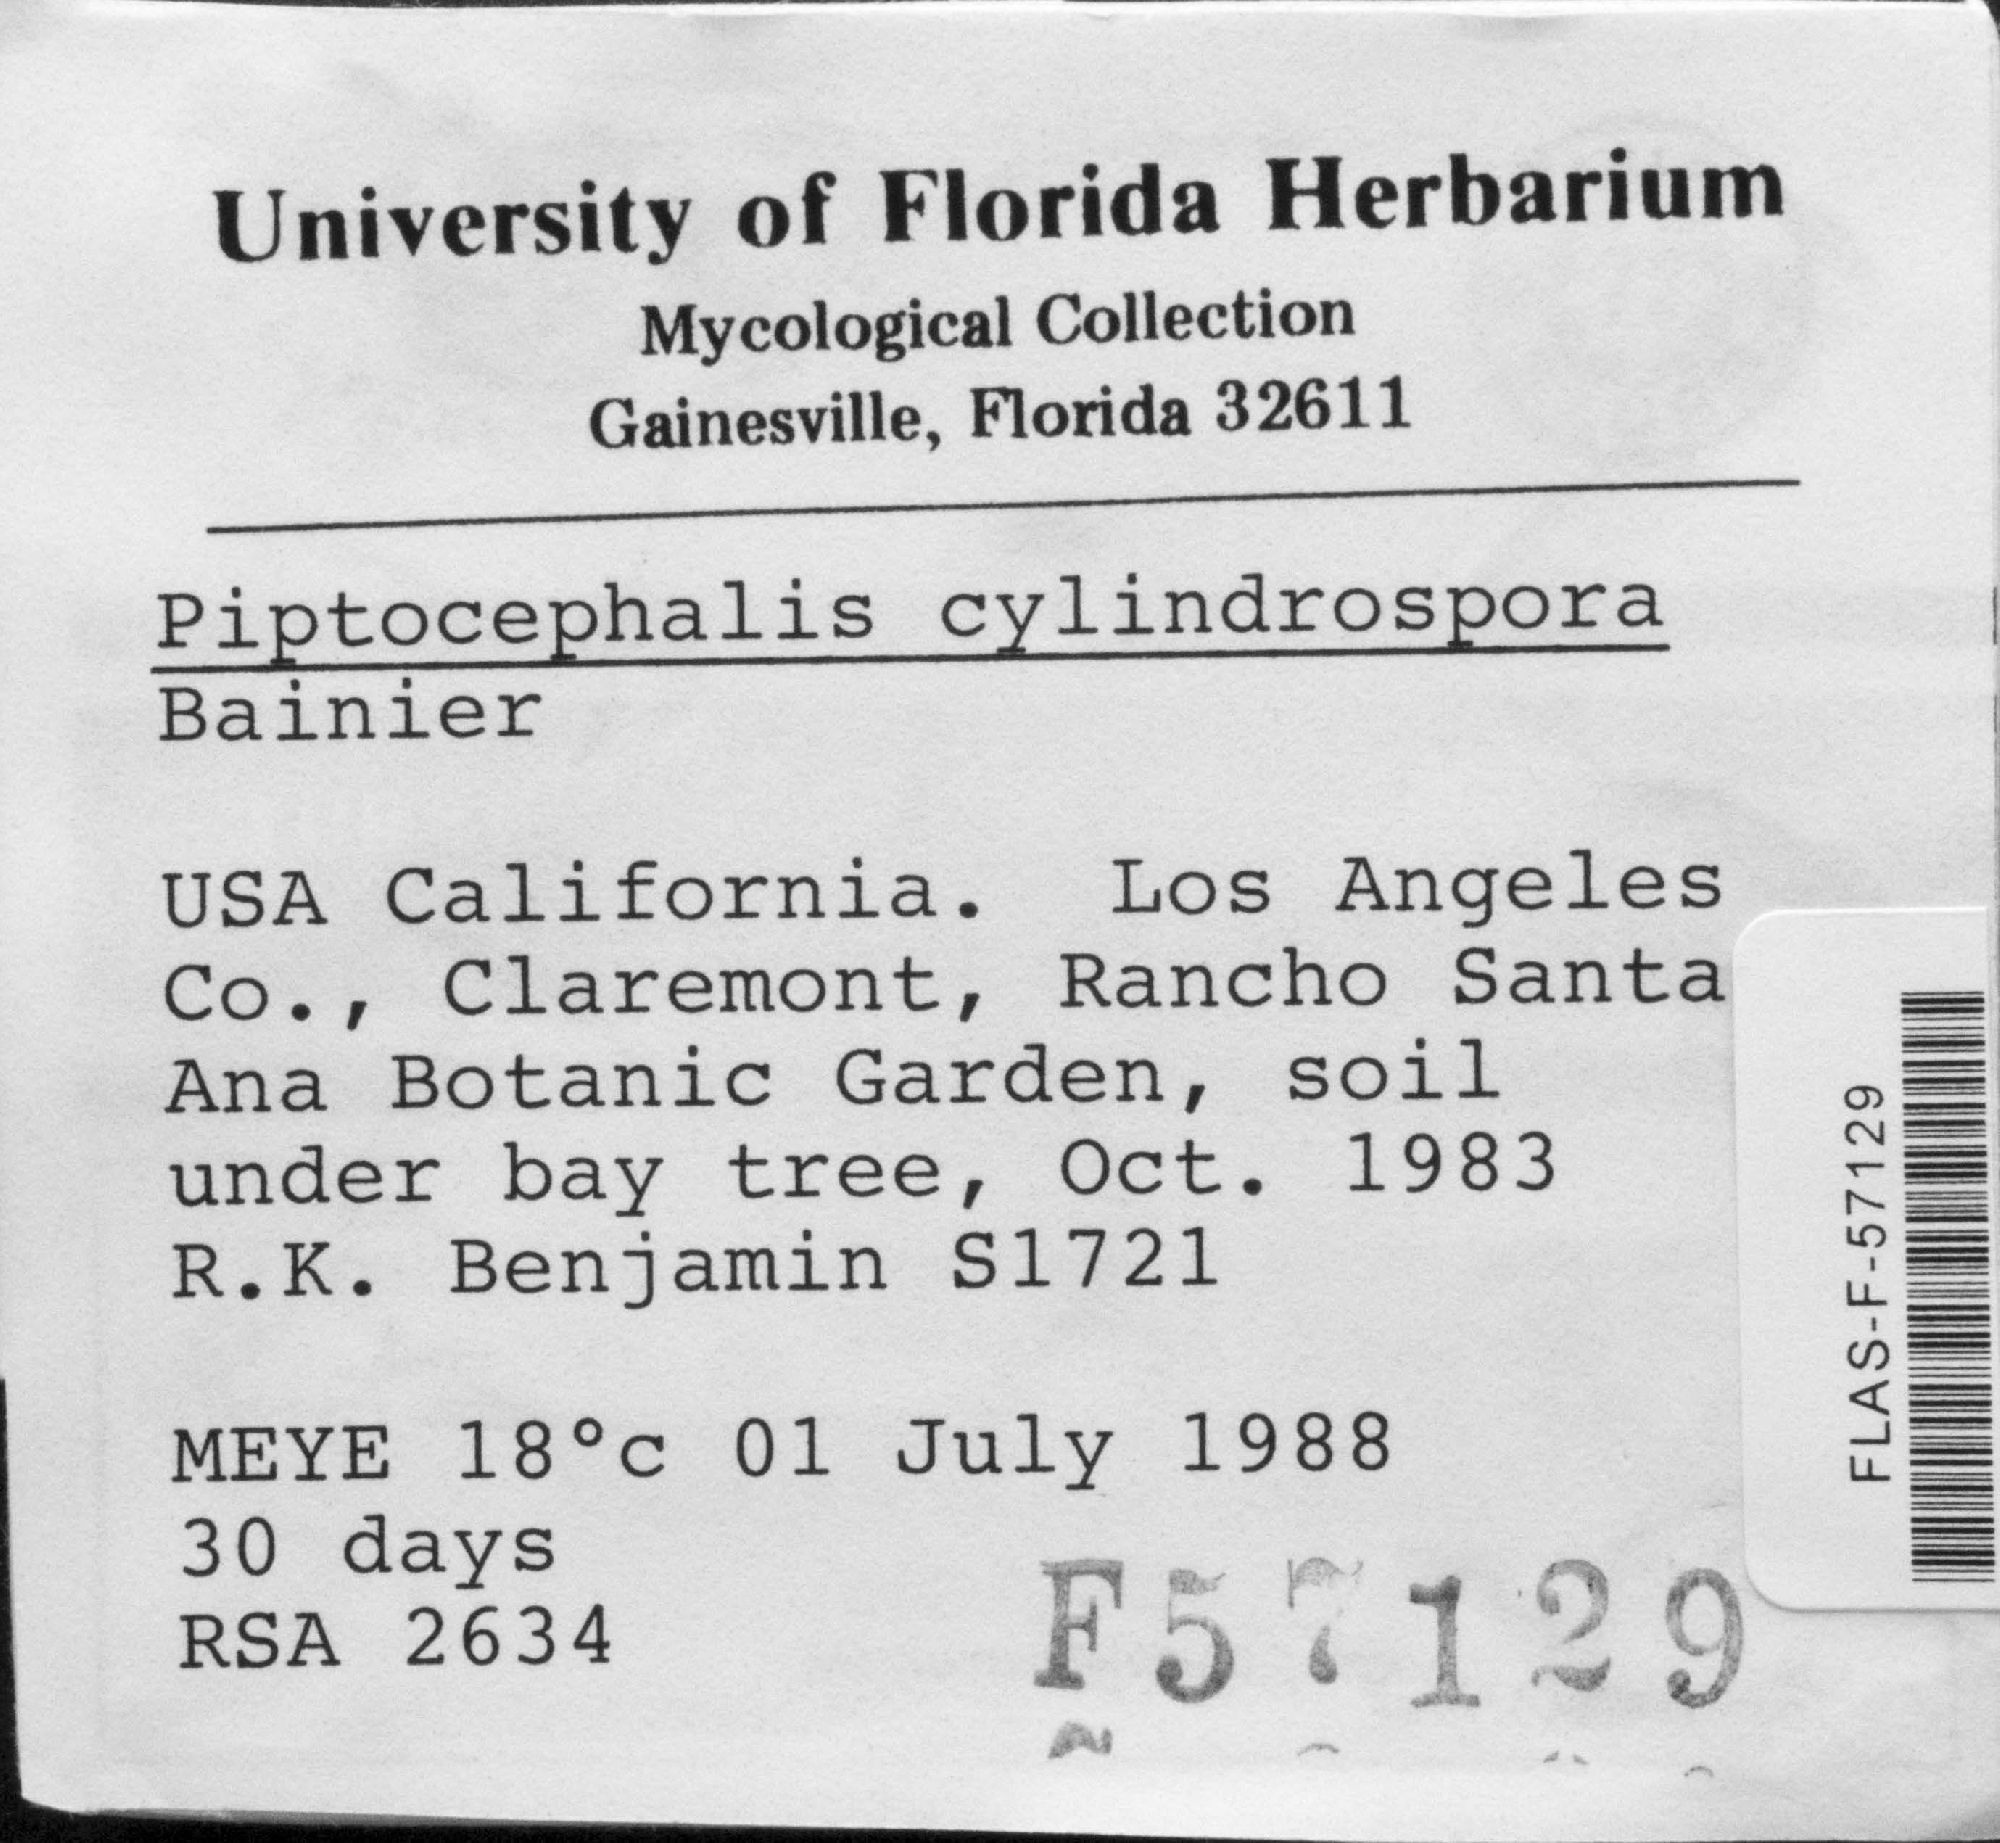 University of Florida Herbarium
Mycological Collection
Gainesville, Florida 32611
Piptocephalis cylindrospora
Bainier
USA California. Los Angeles
Co., Claremont, Rancho Santa
Ana Botanic Garden, soil
under bay tree, Oct. 1983
R.K. Benjamin S1721
MEYE 18°c 01 July 1988
30 days
RSA 2634
F57129
FLAS-F-57129